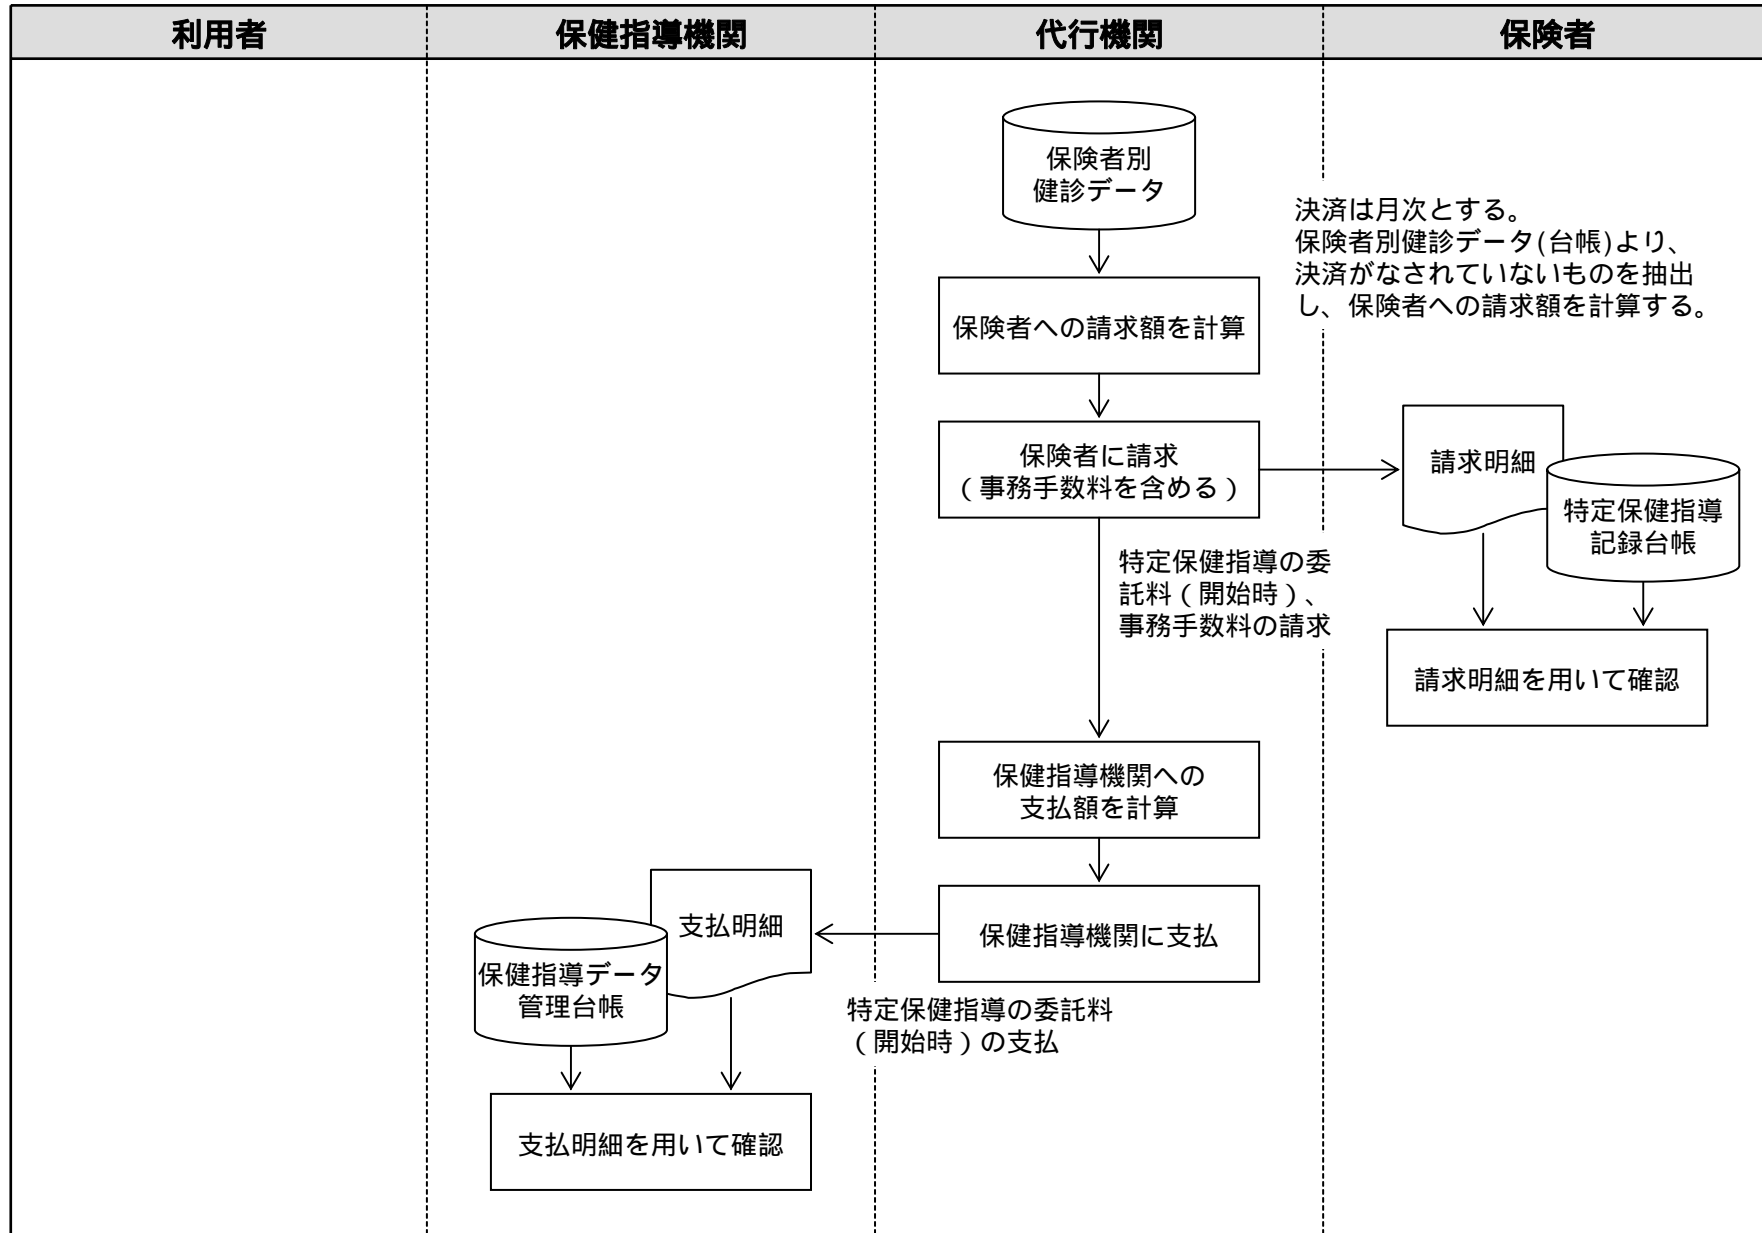 利用者
保健指導機関
代行機関
保険者
保険者別
健診データ
決済は月次とする。
保険者別健診データ(台帳)より、
決済がなされていないものを抽出
し、保険者への請求額を計算する。
保険者への請求額を計算
保険者に請求
（事務手数料を含める）
請求明細
特定保健指導
記録台帳
特定保健指導の委
託料（開始時）、
事務手数料の請求
請求明細を用いて確認
保健指導機関への
支払額を計算
保健指導機関に支払
支払明細
保健指導データ
管理台帳
特定保健指導の委託料
（開始時）の支払
支払明細を用いて確認